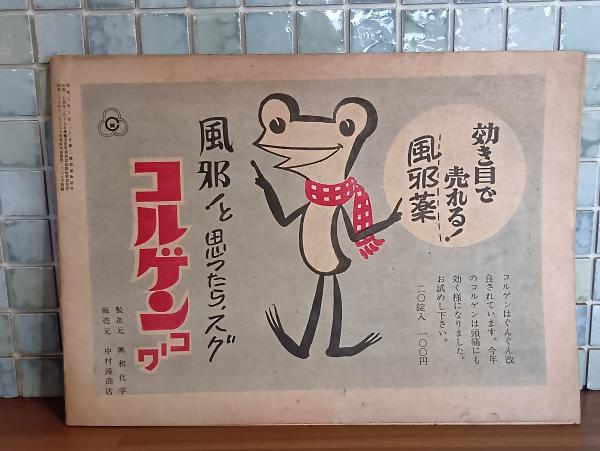 効き目で
売れる!
風邪薬
コルゲンはぐんぐん改
良されています。今年
のコルゲンは頭痛にも
効く様になりました。
お試め下さい。
二〇錠入 一〇〇円
風邪かと思ったら、スグ
コルゲンコーワ
製造元 興和化学
販売元 中村滝商店